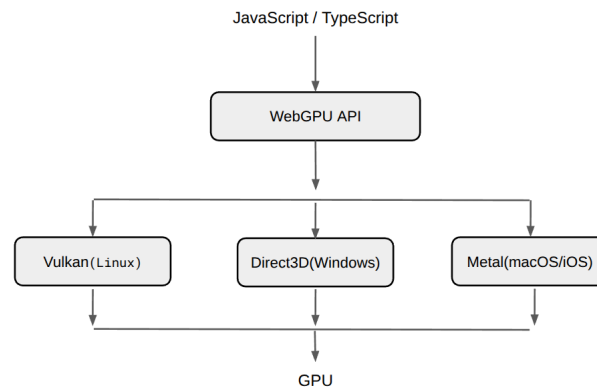 JavaScript / TypeScript
WebGPU API
Vulkan(Linux)
Direct3D(Windows)
Metal(macOS/iOS)
GPU